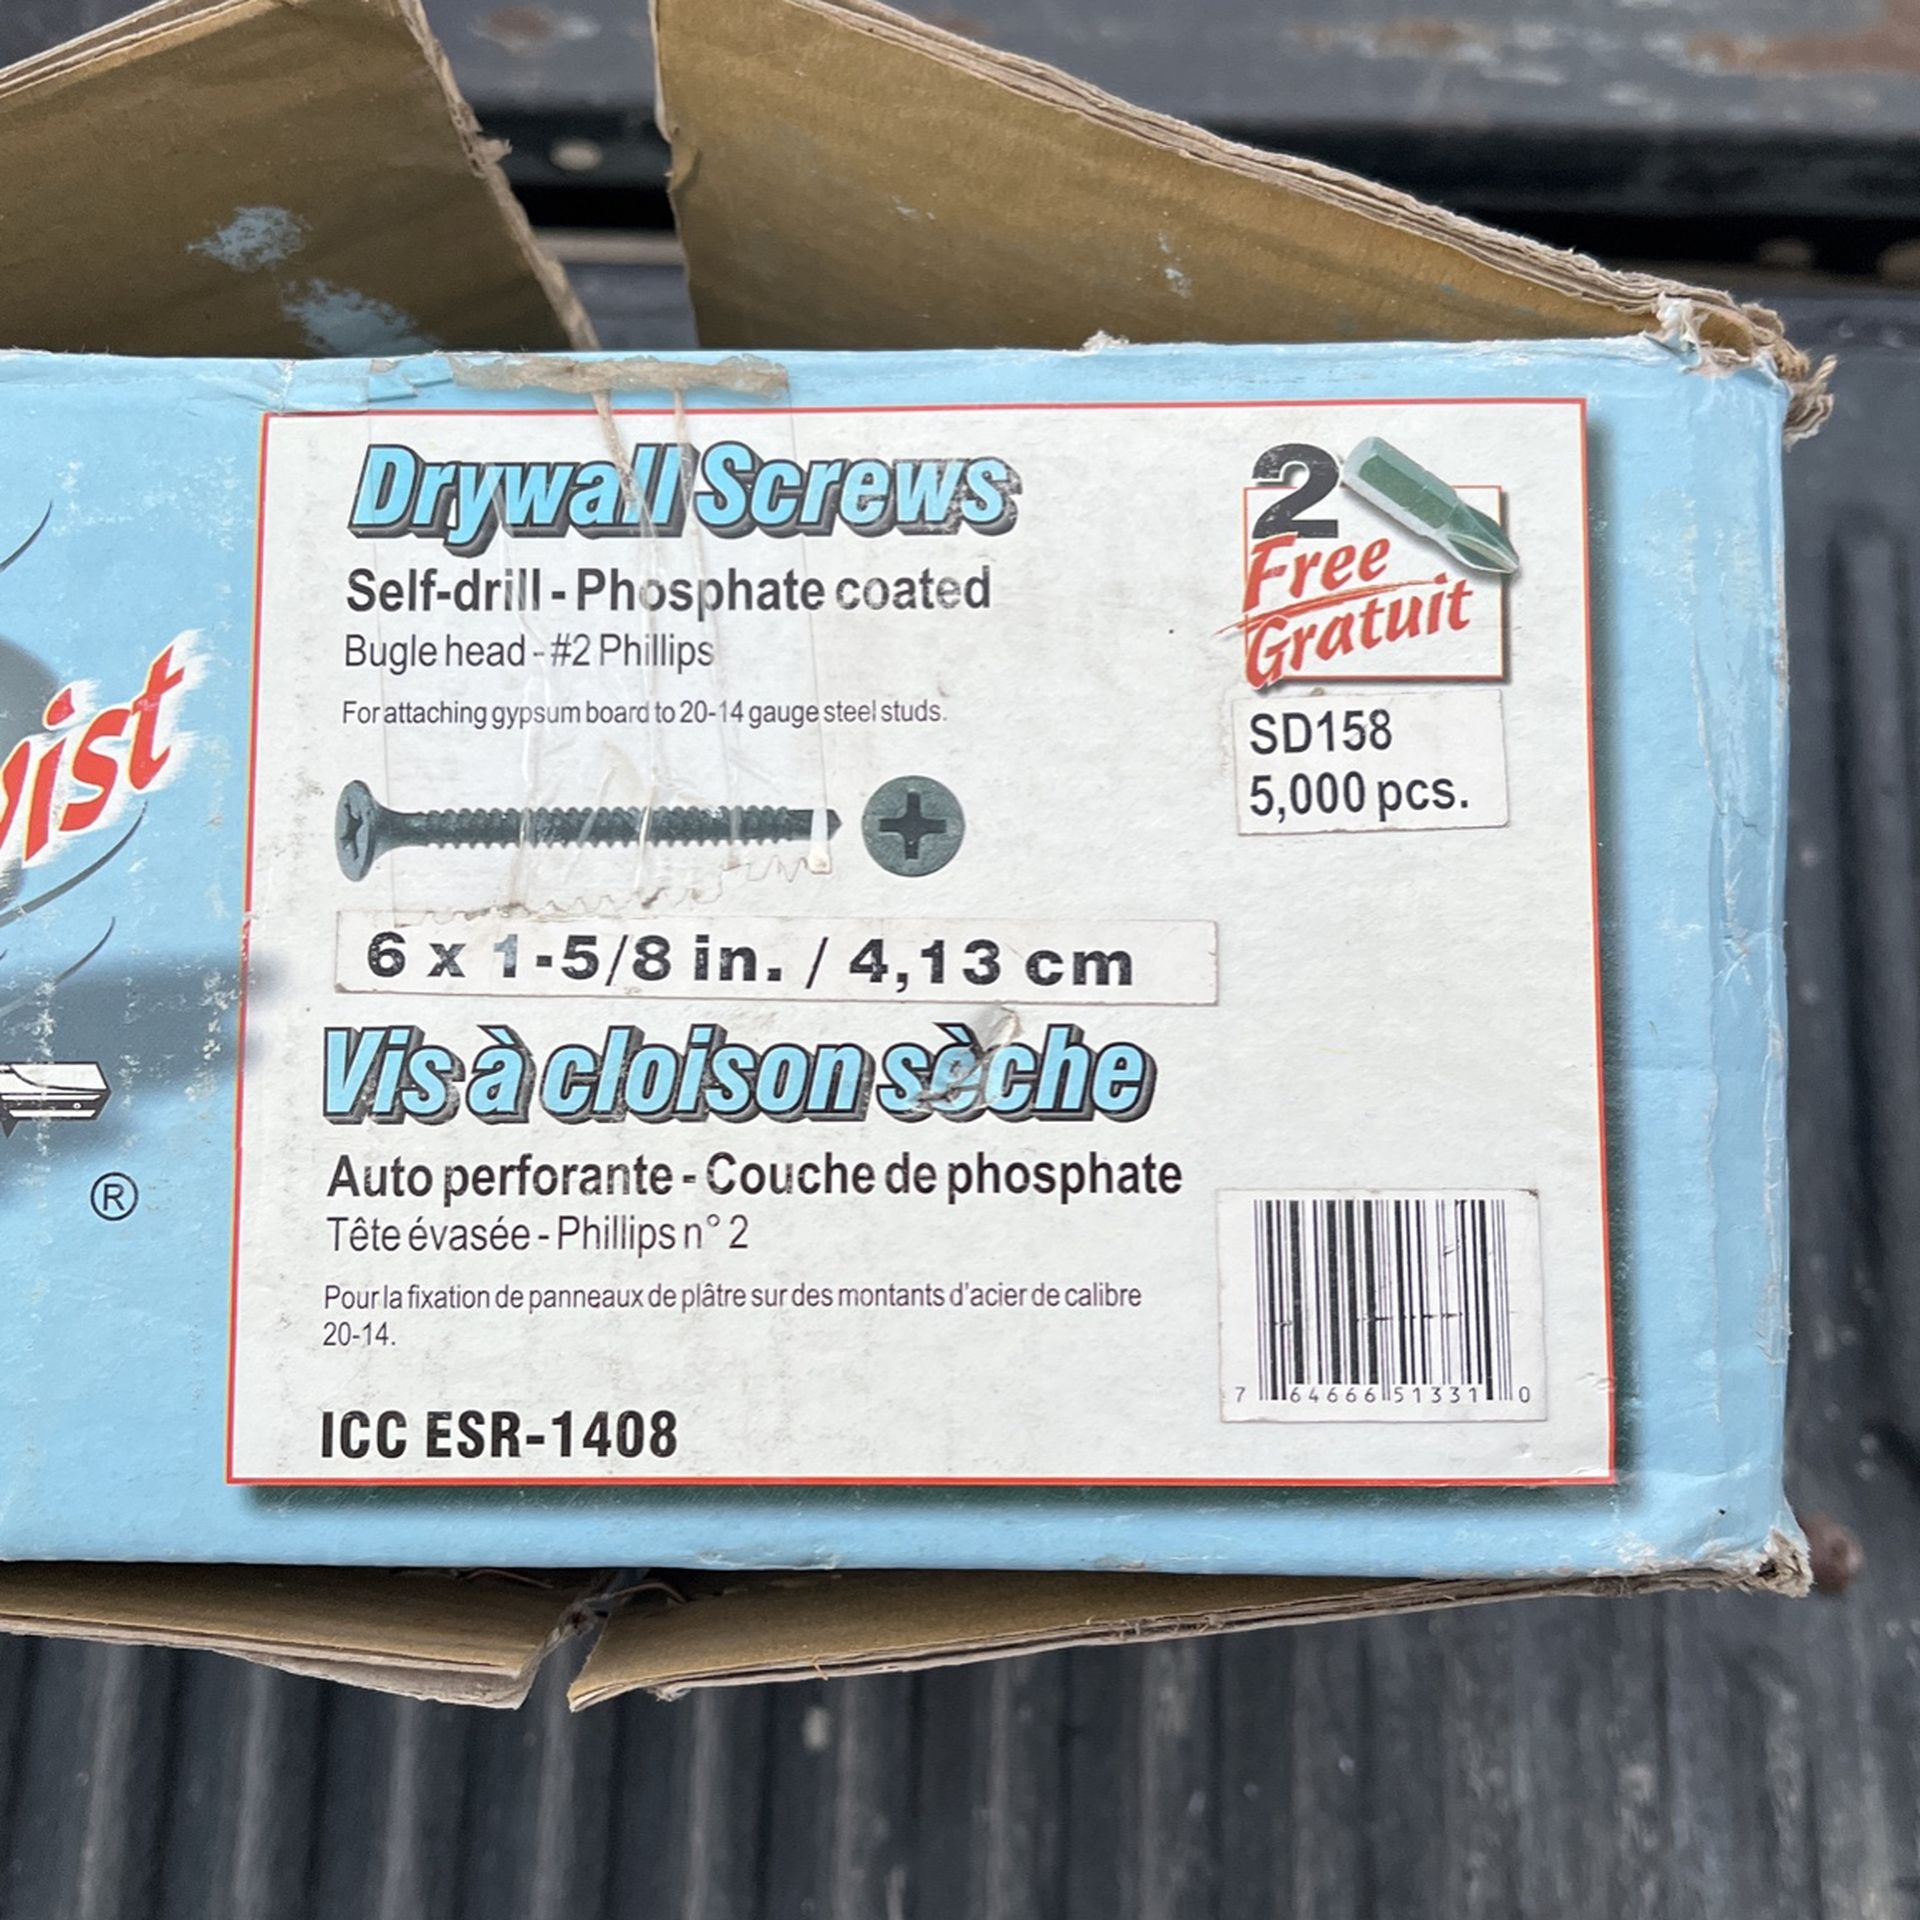 Drywall Screws
Self-drill - Phosphate coated
Bugle head - #2 Phillips
For attaching gypsum board to 20-14 gauge steel studs.
2
Free
Gratuit
SD158
5,000 pcs.
6 x 1-5/8 in. / 4,13 cm
Vis à cloison sèche
Auto perforante - Couche de phosphate
Tête évasée - Phillips n° 2
Pour la fixation de panneaux de plâtre sur des montants d'acier de calibre
20-14.
ICC ESR-1408
7 64666 51331 0
®